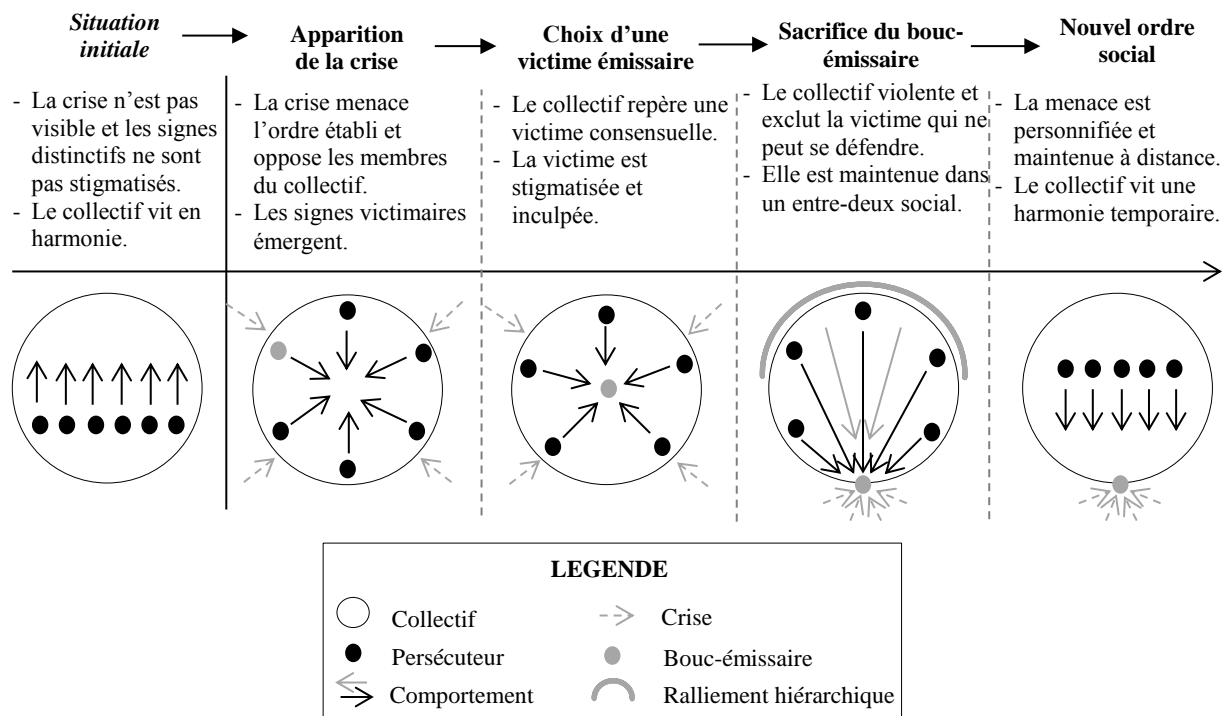 Situation
initiale
Apparition
de la crise
Choix d'une
victime émissaire
Sacrifice du bouc-
émissaire
Nouvel ordre
social
- La crise n'est pas
visible et les signes
distinctifs ne sont
pas stigmatisés.
- Le collectif vit en
harmonie.
- La crise menace
l'ordre établi et
oppose les membres
du collectif.
- Les signes victimaires
émergent.
- Le collectif repère une
victime consensuelle.
- La victime est
stigmatisée et
inculpée.
- Le collectif violente et
exclut la victime qui ne
peut se défendre.
- Elle est maintenue dans
un entre-deux social.
- La menace est
personnifiée et
maintenue à distance.
- Le collectif vit une
harmonie temporaire.
LEGENDE
Collectif
Crise
Persécuteur
Bouc-émissaire
Comportement
Ralliement hiérarchique